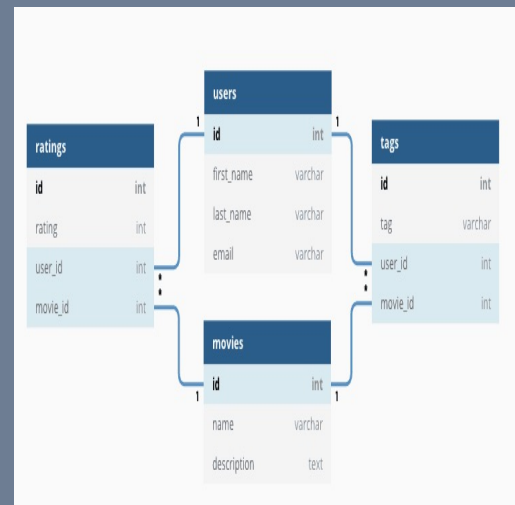 users
id int
first_name varchar
last_name varchar
email varchar
ratings
id int
rating int
user_id int
movie_id int
tags
id int
tag varchar
user_id int
movie_id int
movies
id int
name varchar
description text
1
1
*
*
*
*
1
1